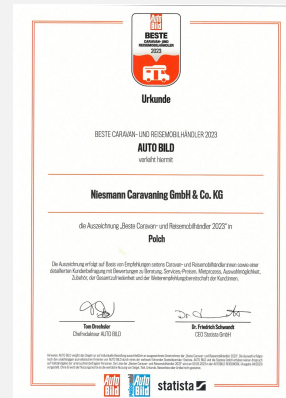 Auto
Bild
BESTE
CARAVAN- UND
REISEMOBILHÄNDLER
2023
Urkunde
BESTE CARAVAN- UND REISEMOBILHÄNDLER 2023
AUTO BILD
verleiht hiermit
Niesmann Caravaning GmbH & Co. KG
die Auszeichnung „Beste Caravan- und Reisemobilhändler 2023" in
Polch
Die Auszeichnung erfolgt auf Basis von Empfehlungen seitens Caravan- und Reisemobilhändler:innen sowie einer
detaillierten Kundenbefragung mit Bewertungen zu Beratung, Services, Preisen, Mietprozess, Auswahlmöglichkeit,
Zubehör, der Gesamtzufriedenheit und der Weiterempfehlungsbereitschaft der Kund:innen.
Tom Drechsler
Chefredakteur AUTO BILD
Dr. Friedrich Schwandt
CEO Statista GmbH
Auto
Bild
Auto
Bild
statista